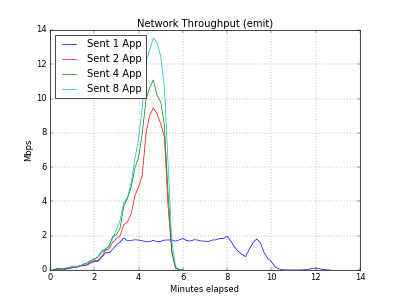 Network Throughput (emit)
14
12
10
8
6
4
2
0
Mbps
Sent 1 App
Sent 2 App
Sent 4 App
Sent 8 App
0 2 4 6 8 10 12 14
Minutes elapsed